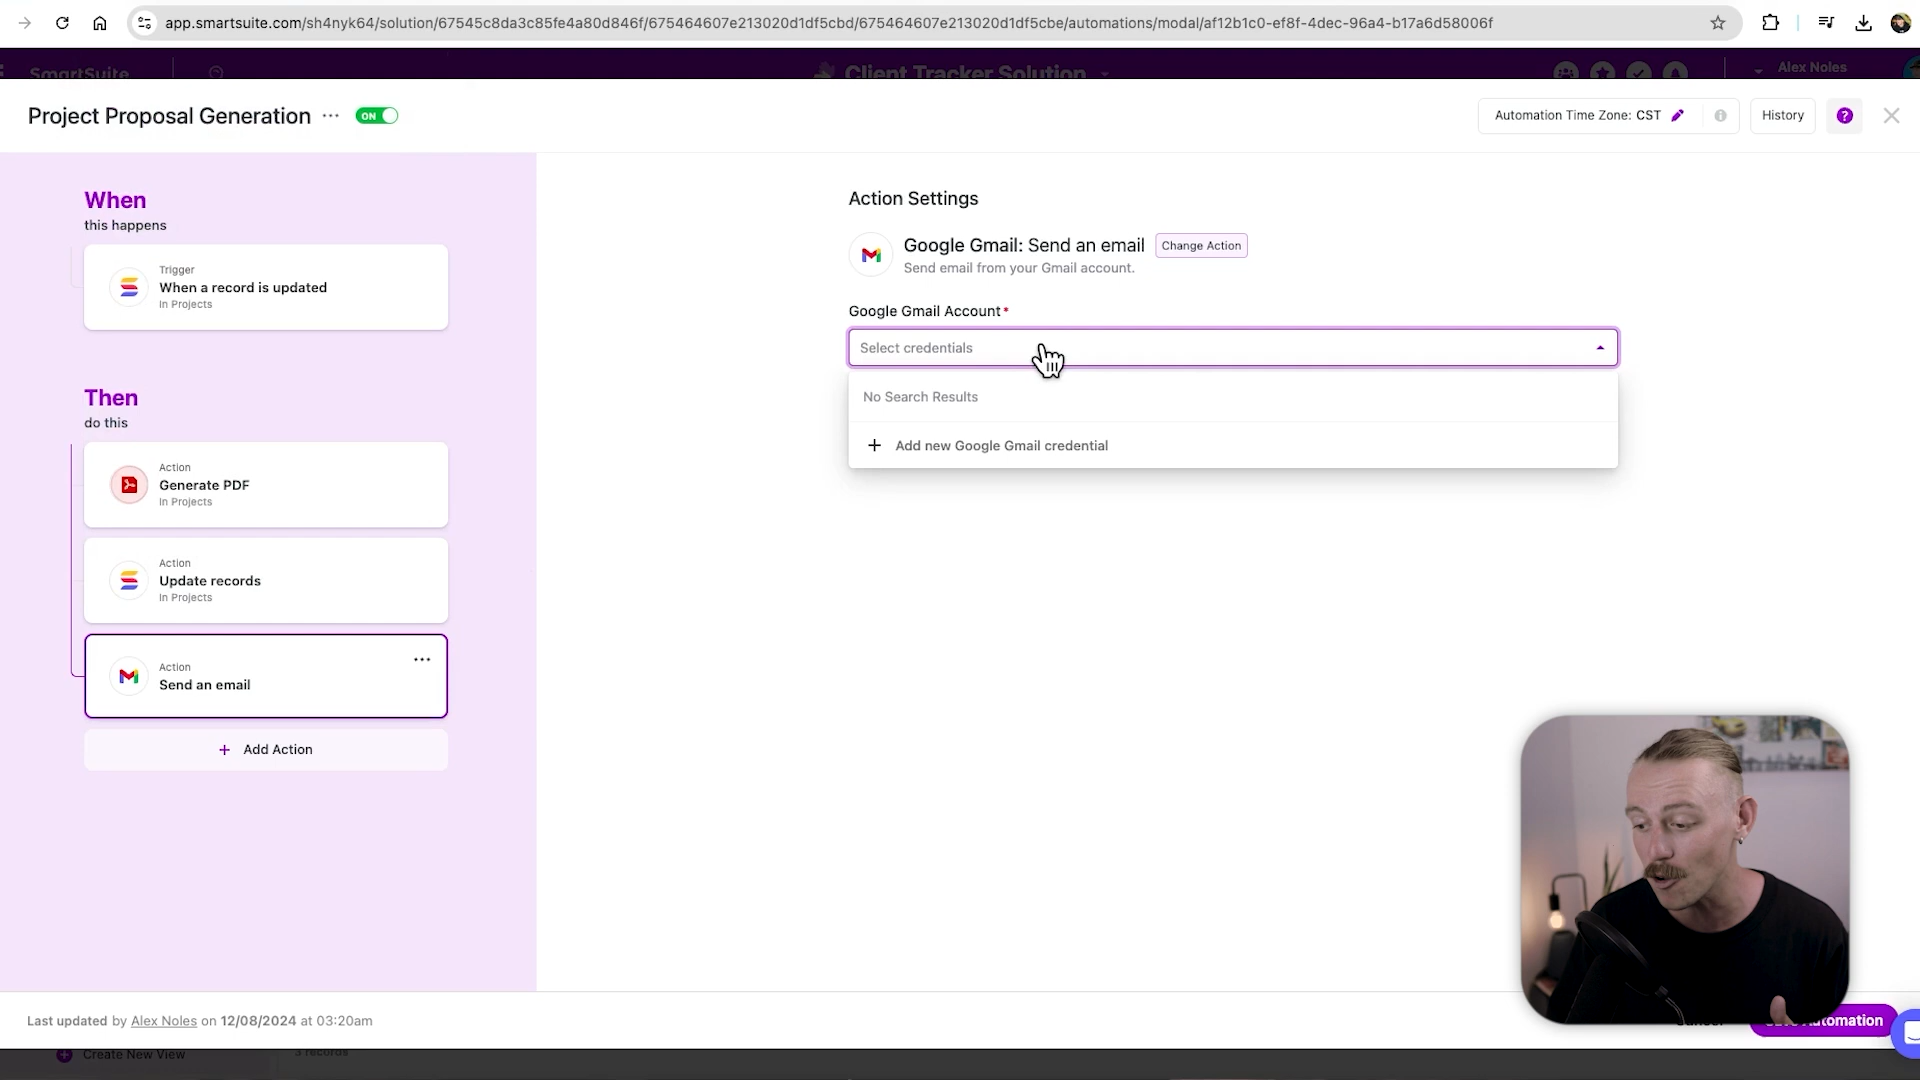 app.smartsuite.com/sh4nyk64/solution/67545c8da3c85fe4a80d846f/675464607e213020d1df5cbd/675464607e213020d1df5cbe/automations/modal/af12b1c0-ef8f-4dec-96a4-b17a6d58006f
SmartSuite
Client Tracker Solution
Alex Noles
Project Proposal Generation
ON
Automation Time Zone: CST
History
?
When
this happens
Trigger
When a record is updated
In Projects
Then
do this
Action
Generate PDF
In Projects
Action
Update records
In Projects
Action
Send an email
+ Add Action
Action Settings
Google Gmail: Send an email
Change Action
Send email from your Gmail account.
Google Gmail Account*
Select credentials
No Search Results
+ Add new Google Gmail credential
Last updated by Alex Noles on 12/08/2024 at 03:20am
Automation
Create New View
3 records